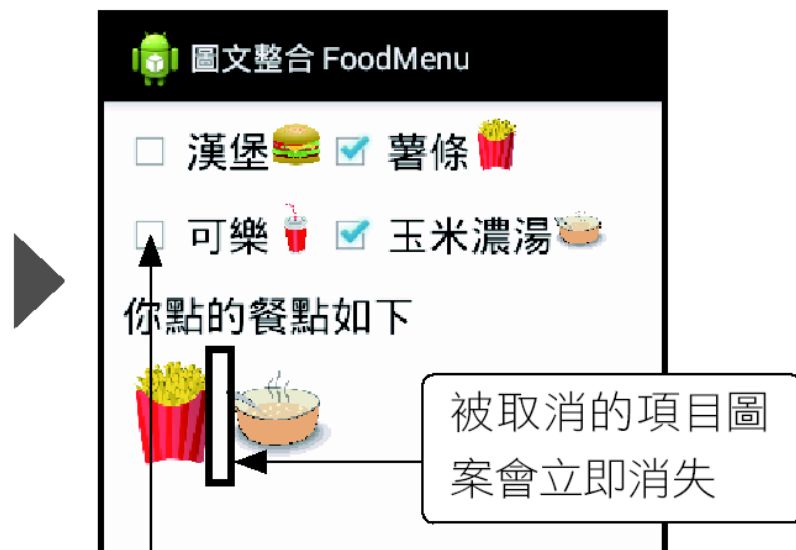 圖文整合 FoodMenu
漢堡 薯條
可樂 玉米濃湯
你點的餐點如下
被取消的項目圖
案會立即消失